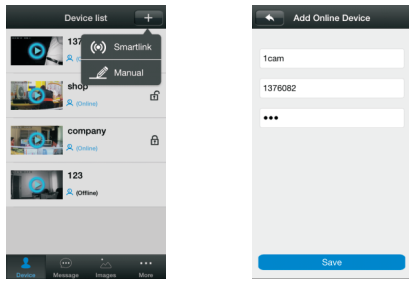 Device list
+
137
Smartlink
Manual
shop
(Online)
company
(Online)
123
(Offline)
Device
Message
Images
More
Add Online Device
1cam
1376082
•••
Save